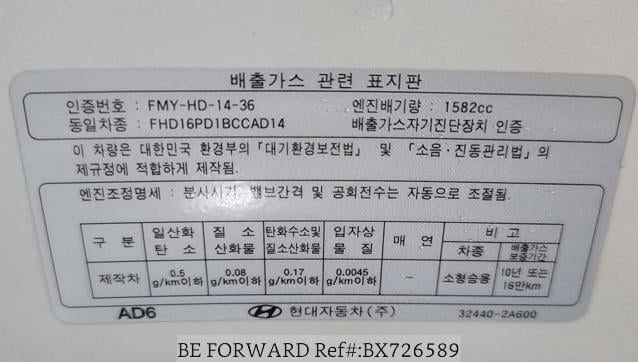 배출가스 관련 표지판
인증번호 : FMY-HD-14-36 엔진배기량 : 1582cc
동일차종 : FHD16PD1BCCAD14 배출가스자기진단장치 인증
이 차량은 대한민국 환경부의 「대기환경보전법」 및 「소음·진동관리법」의
제규정에 적합하게 제작됨.
엔진조정명세 : 분사시기, 밸브간격 및 공회전수는 자동으로 조절됨.
구 분 일산화 탄 소 질 소 산화물 탄화수소및 질소산화물 입자상 물 질 매 연 비 고
차종 배출가스 보증기간
제작차 0.5 g/km이하 0.08 g/km이하 0.17 g/km이하 0.0045 g/km이하 – 소형승용 10년 또는 16만km
AD6 현대자동차(주) 32440-2A600
BE FORWARD Ref#:BX726589